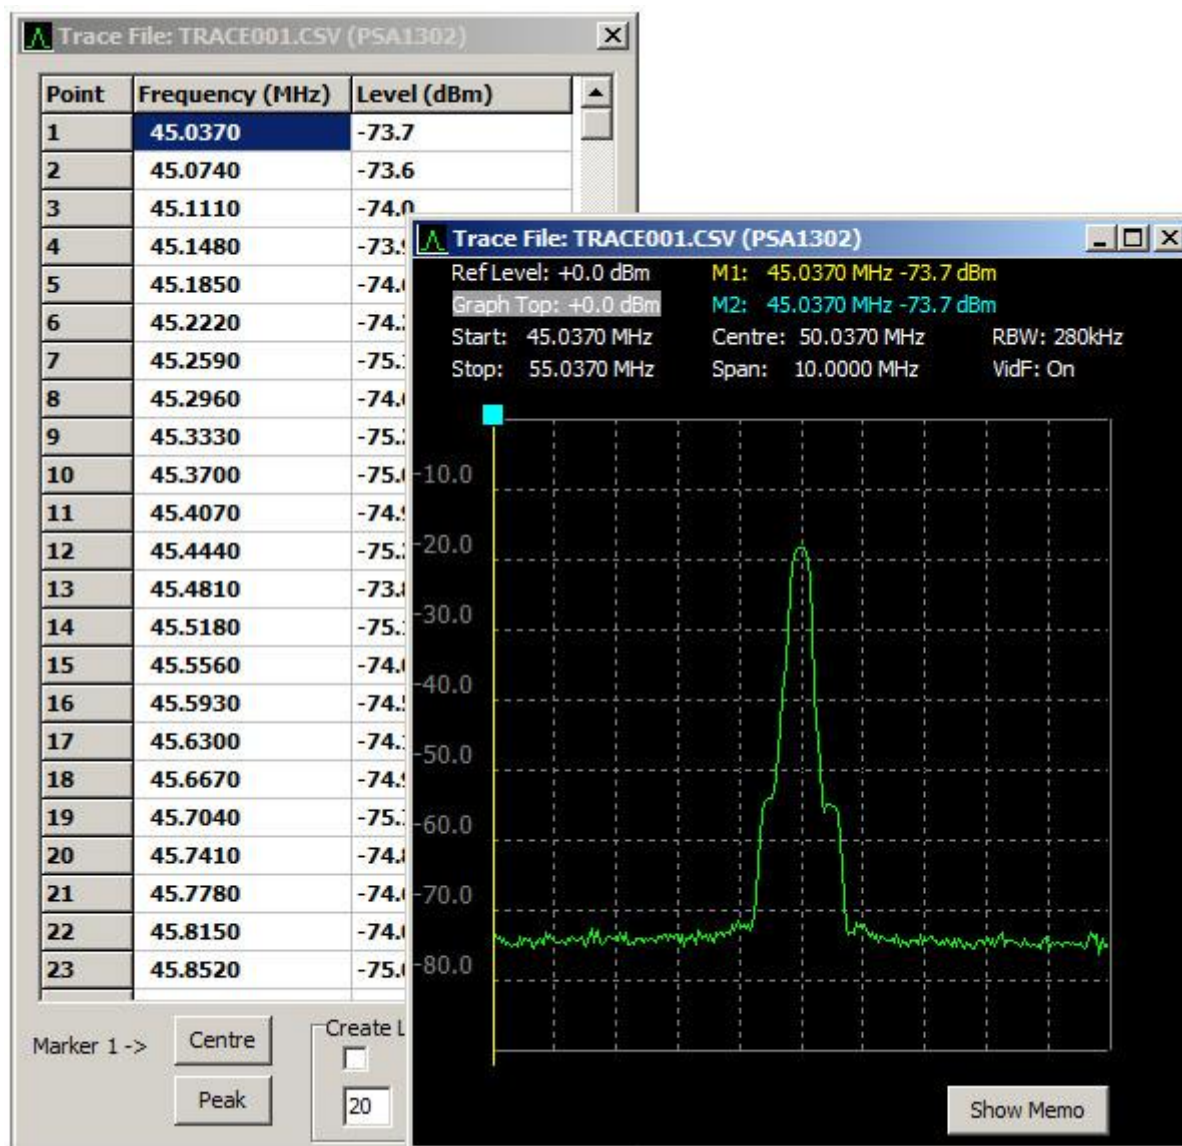 Trace File: TRACE001.CSV (PSA1302)
Point Frequency (MHz) Level (dBm)
1 45.0370 -73.7
2 45.0740 -73.6
3 45.1110 -74.0
4 45.1480
5 45.1850
6 45.2220
7 45.2590
8 45.2960
9 45.3330
10 45.3700
11 45.4070
12 45.4440
13 45.4810
14 45.5180
15 45.5560
16 45.5930
17 45.6300
18 45.6670
19 45.7040
20 45.7410
21 45.7780
22 45.8150
23 45.8520
Marker 1 ->
Centre
Peak
Create L
20
Trace File: TRACE001.CSV (PSA1302)
Ref Level: +0.0 dBm M1: 45.0370 MHz -73.7 dBm
Graph Top: +0.0 dBm M2: 45.0370 MHz -73.7 dBm
Start: 45.0370 MHz Centre: 50.0370 MHz RBW: 280kHz
Stop: 55.0370 MHz Span: 10.0000 MHz VidF: On
-10.0
-20.0
-30.0
-40.0
-50.0
-60.0
-70.0
-80.0
Show Memo